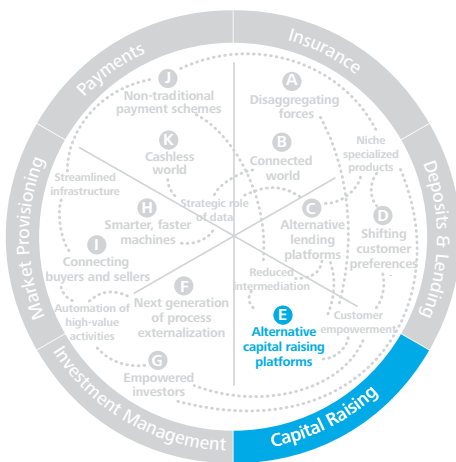 Payments
Insurance
J
Non-traditional
payment schemes
A
Disaggregating
forces
K
Cashless
world
B
Connected
world
Niche
specialized
products
Streamlined
infrastructure
Strategic role
of data
H
Smarter, faster
machines
C
Alternative
lending
platforms
D
Shifting
customer
preferences
Market Provisioning
Deposits & Lending
I
Connecting
buyers and sellers
F
Next generation
of process
externalization
Reduced
intermediation
Automation of
high-value
activities
E
Alternative
capital raising
platforms
Customer
empowerment
G
Empowered
investors
Investment Management
Capital Raising